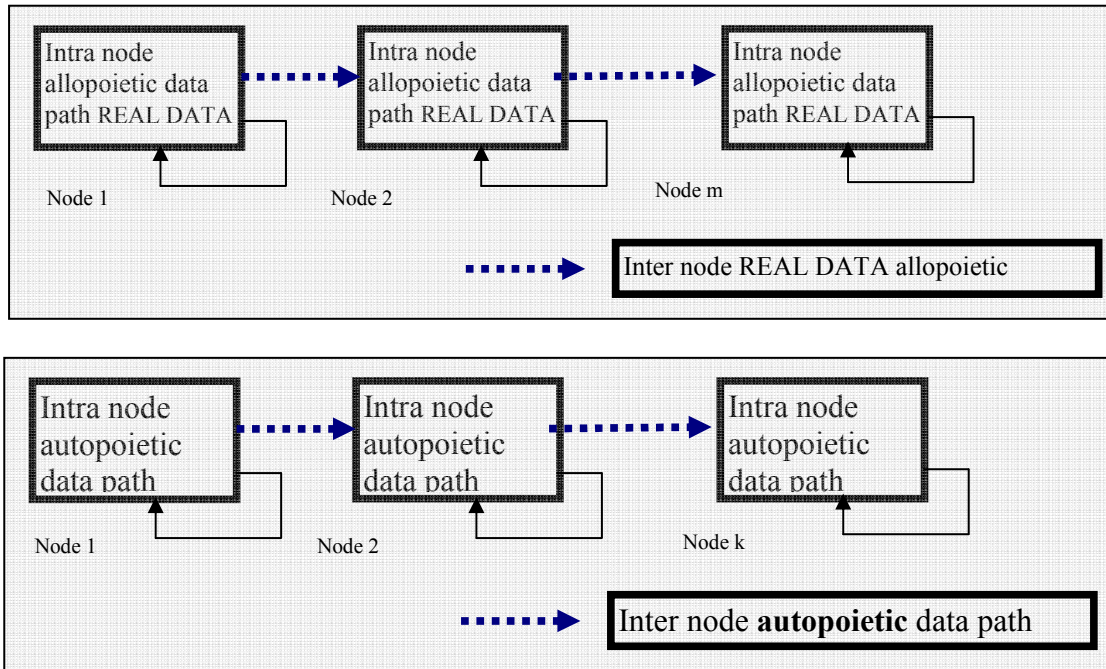 Intra node
allopoietic data
path REAL DATA
Intra node
allopoietic data
path REAL DATA
Intra node
allopoietic data
path REAL DATA
Node 1
Node 2
Node m
Inter node REAL DATA allopoietic
Intra node
autopoietic
data path
Intra node
autopoietic
data path
Intra node
autopoietic
data path
Node 1
Node 2
Node k
Inter node autopoietic data path